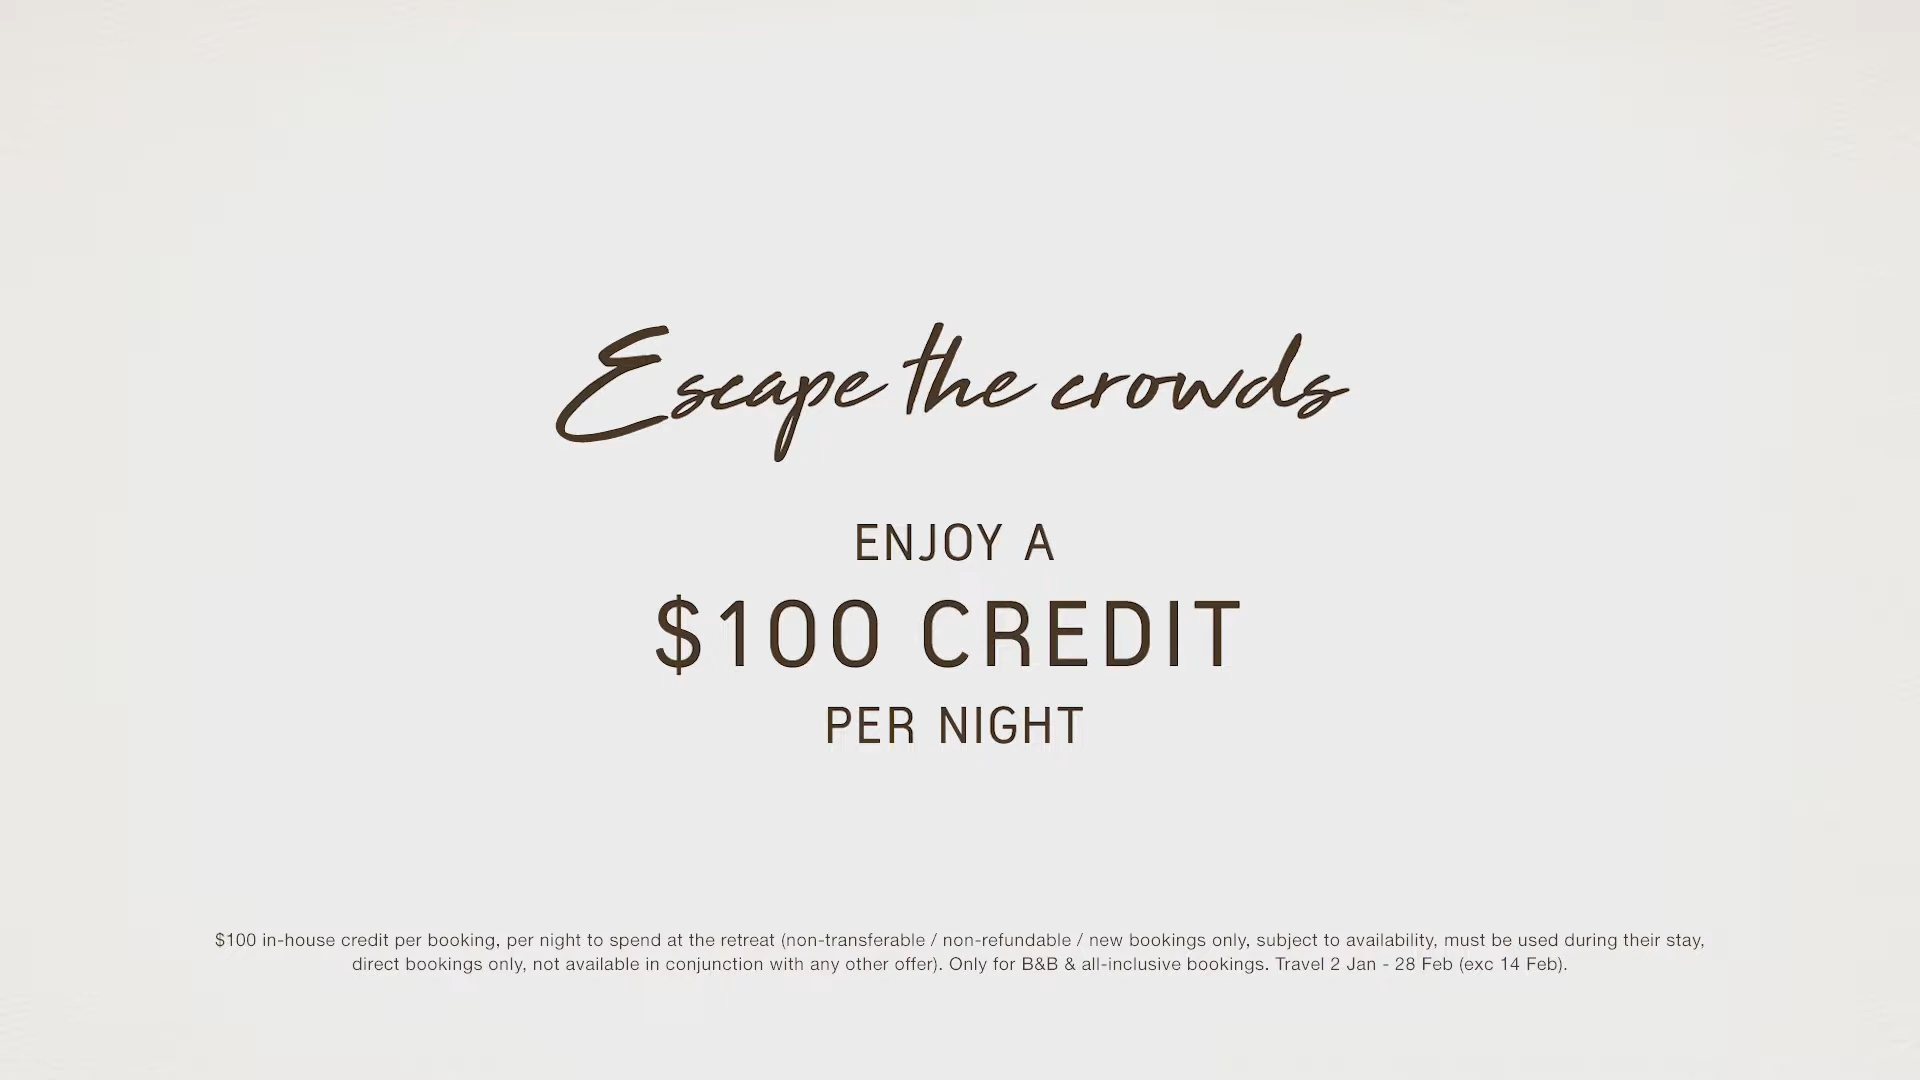 Escape the crowds
ENJOY A
$100 CREDIT
PER NIGHT
$100 in-house credit per booking, per night to spend at the retreat (non-transferable / non-refundable / new bookings only, subject to availability, must be used during their stay,
direct bookings only, not available in conjunction with any other offer). Only for B&B & all-inclusive bookings. Travel 2 Jan - 28 Feb (exc 14 Feb).